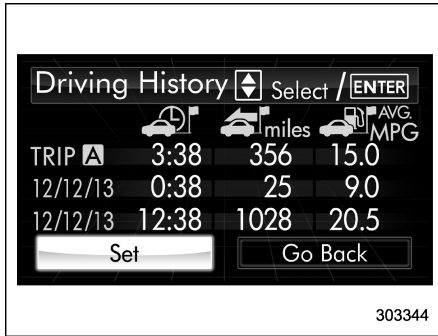 Driving History Select / ENTER
miles AVG. MPG
TRIP A 3:38 356 15.0
12/12/13 0:38 25 9.0
12/12/13 12:38 1028 20.5
Set Go Back
303344